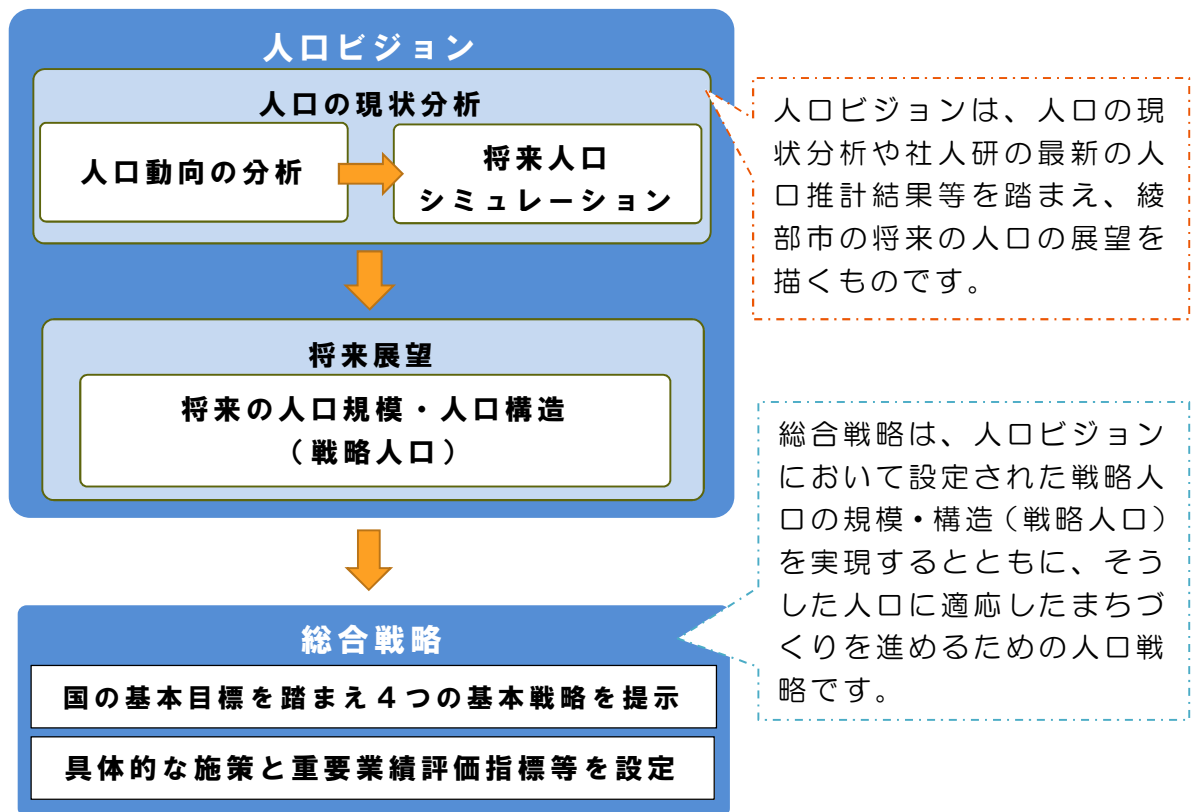 人口ビジョン
人口の現状分析
人口動向の分析
将来人口
シミュレーション
人口ビジョンは、人口の現
状分析や社人研の最新の人
口推計結果等を踏まえ、綾
部市の将来の人口の展望を
描くものです。
将来展望
将来の人口規模・人口構造
（戦略人口）
総合戦略は、人口ビジョン
において設定された戦略人
口の規模・構造（戦略人口）
を実現するとともに、そう
した人口に適応したまちづ
くりを進めるための人口戦
略です。
総合戦略
国の基本目標を踏まえ４つの基本戦略を提示
具体的な施策と重要業績評価指標等を設定